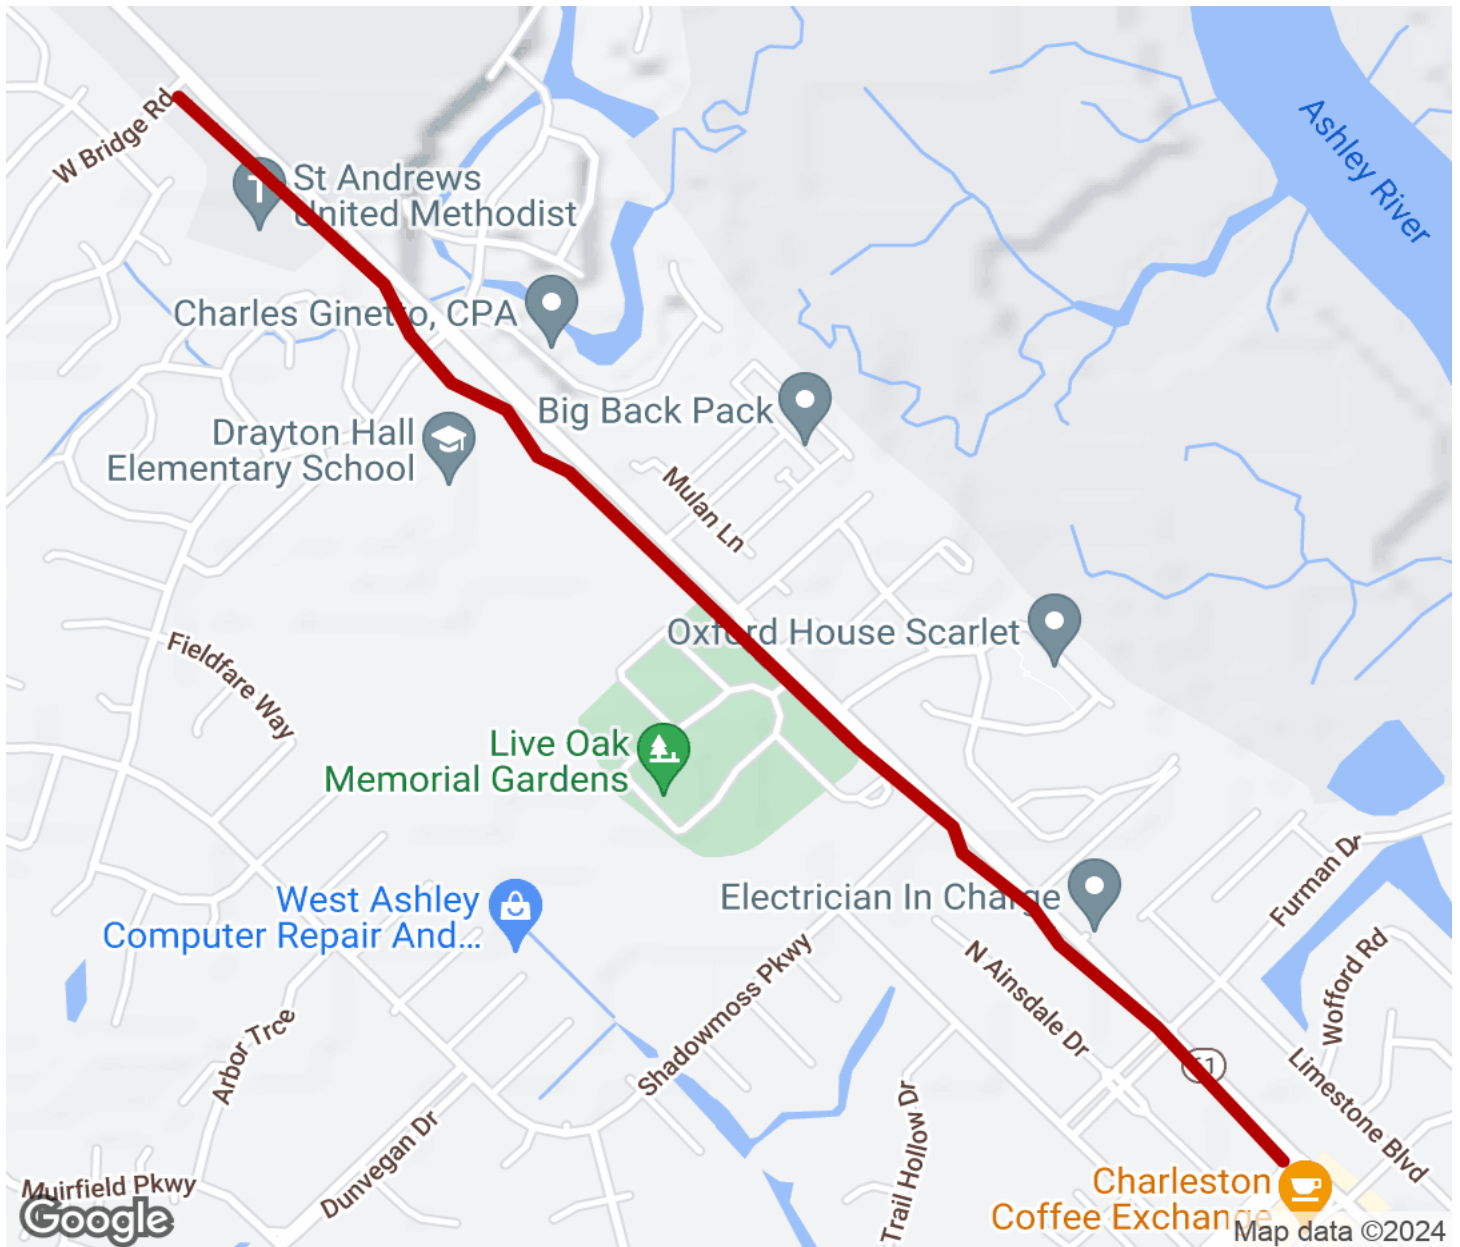 Ashley River
W Bridge Rd
St Andrews
United Methodist
Charles Ginetto, CPA
Big Back Pack
Drayton Hall
Elementary School
Mulan Ln
Oxford House Scarlet
Fieldfare Way
Live Oak
Memorial Gardens
Furman Dr
Electrician In Charge
West Ashley
Computer Repair And...
Wofford Rd
N Ainsdale Dr
Shadowmoss Pkwy
Arbor Trce
61
Limestone Blvd
Trail Hollow Dr
Dunvegan Dr
Muirfield Pkwy
Charleston
Coffee Exchange
Google
Map data ©2024